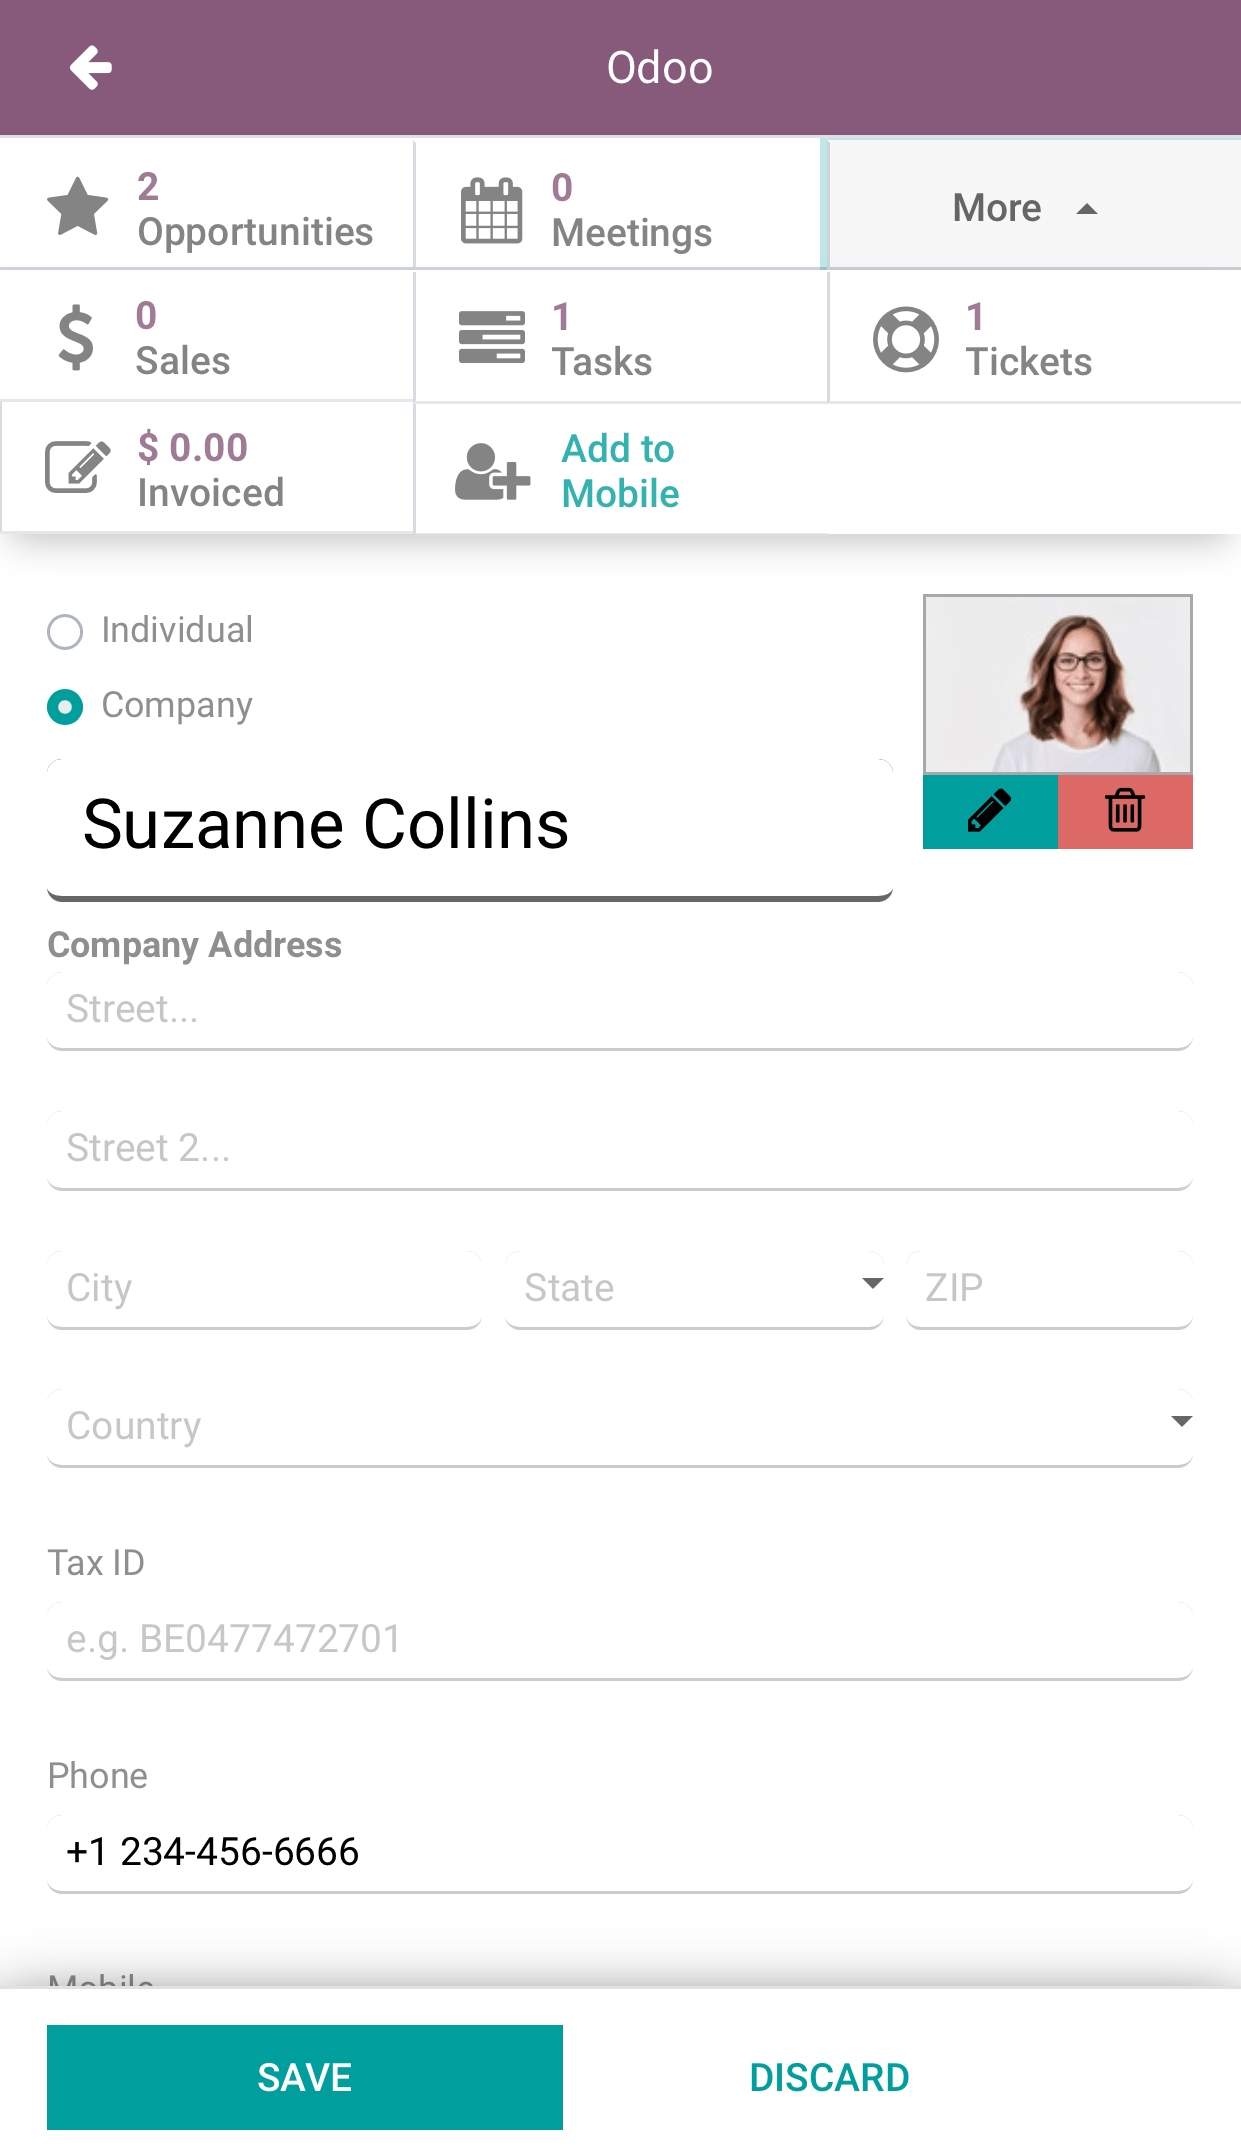 Odoo
2
Opportunities
0
Meetings
More
0
Sales
1
Tasks
1
Tickets
$ 0.00
Invoiced
Add to
Mobile
Individual
Company
Suzanne Collins
Company Address
Street...
Street 2...
City
State
ZIP
Country
Tax ID
e.g. BE0477472701
Phone
+1 234-456-6666
Mobile
SAVE
DISCARD